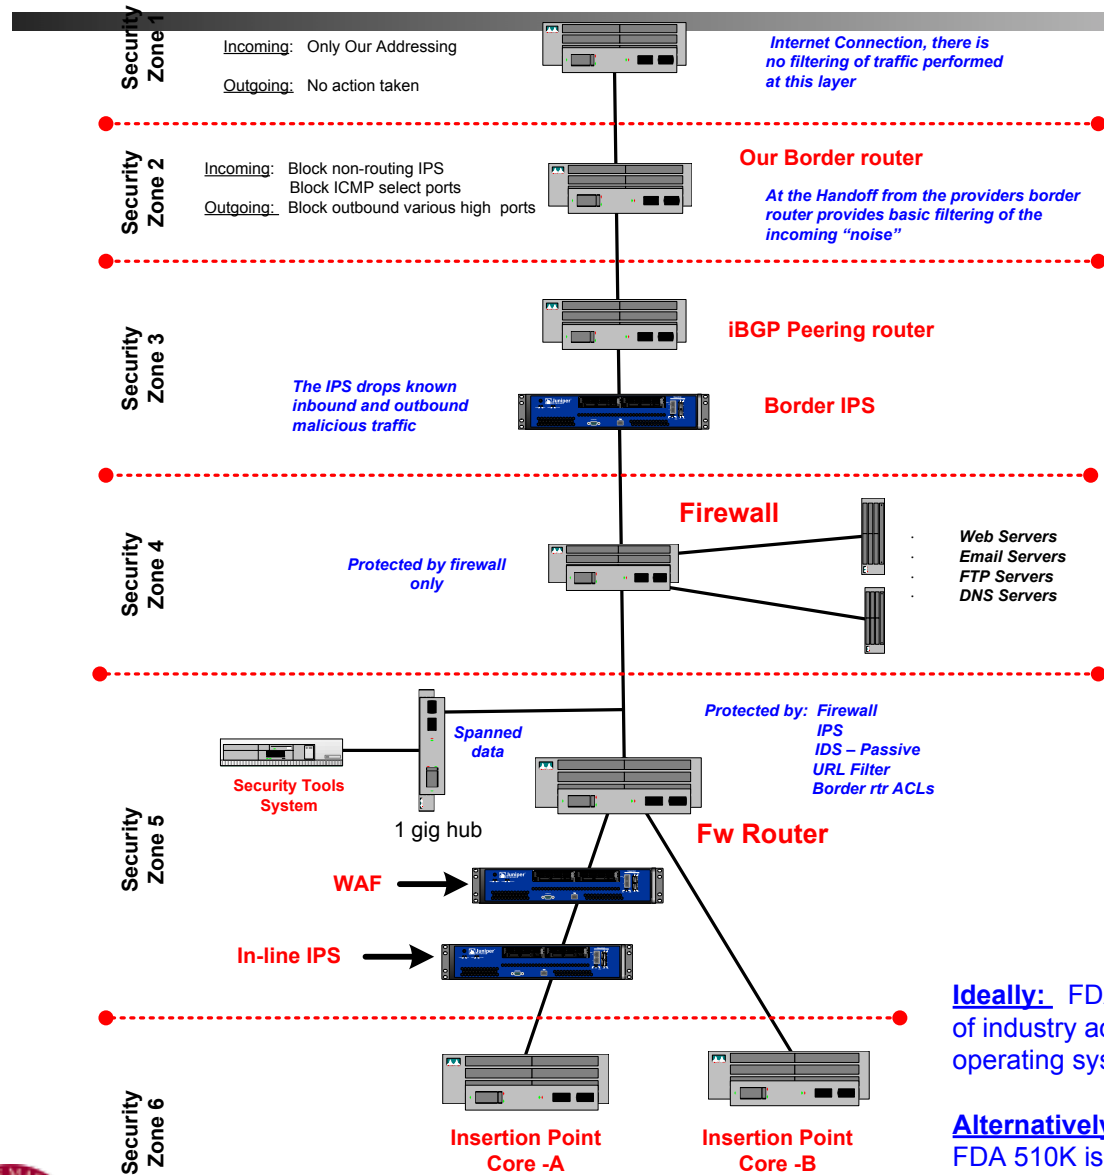 Security
Zone 1
Incoming: Only Our Addressing
Outgoing: No action taken
Internet Connection, there is
no filtering of traffic performed
at this layer
Security
Zone 2
Incoming: Block non-routing IPS
Block ICMP select ports
Outgoing: Block outbound various high ports
Our Border router
At the Handoff from the providers border
router provides basic filtering of the
incoming “noise”
Security
Zone 3
iBGP Peering router
The IPS drops known
inbound and outbound
malicious traffic
Juniper
Border IPS
Security
Zone 4
Firewall
Protected by firewall
only
· Web Servers
· Email Servers
· FTP Servers
· DNS Servers
Security
Zone 5
Spanned
data
Protected by: Firewall
IPS
IDS – Passive
URL Filter
Border rtr ACLs
Security Tools
System
1 gig hub
Fw Router
WAF
Juniper
In-line IPS
Juniper
Security
Zone 6
Insertion Point
Core -A
Insertion Point
Core -B
Ideally: FD
of industry ac
operating sys
Alternatively
FDA 510K is